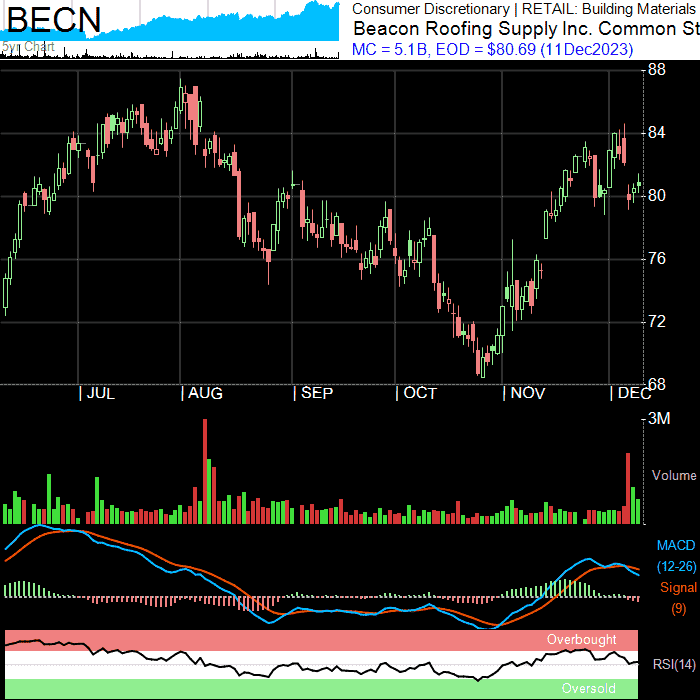 BECN
5yr Chart
Consumer Discretionary | RETAIL: Building Materials
Beacon Roofing Supply Inc. Common St
MC = 5.1B, EOD = $80.69 (11Dec2023)
88
84
80
76
72
68
| JUL | AUG | SEP | OCT | NOV | DEC
3M
Volume
MACD
(12-26)
Signal
(9)
Overbought
RSI(14)
Oversold